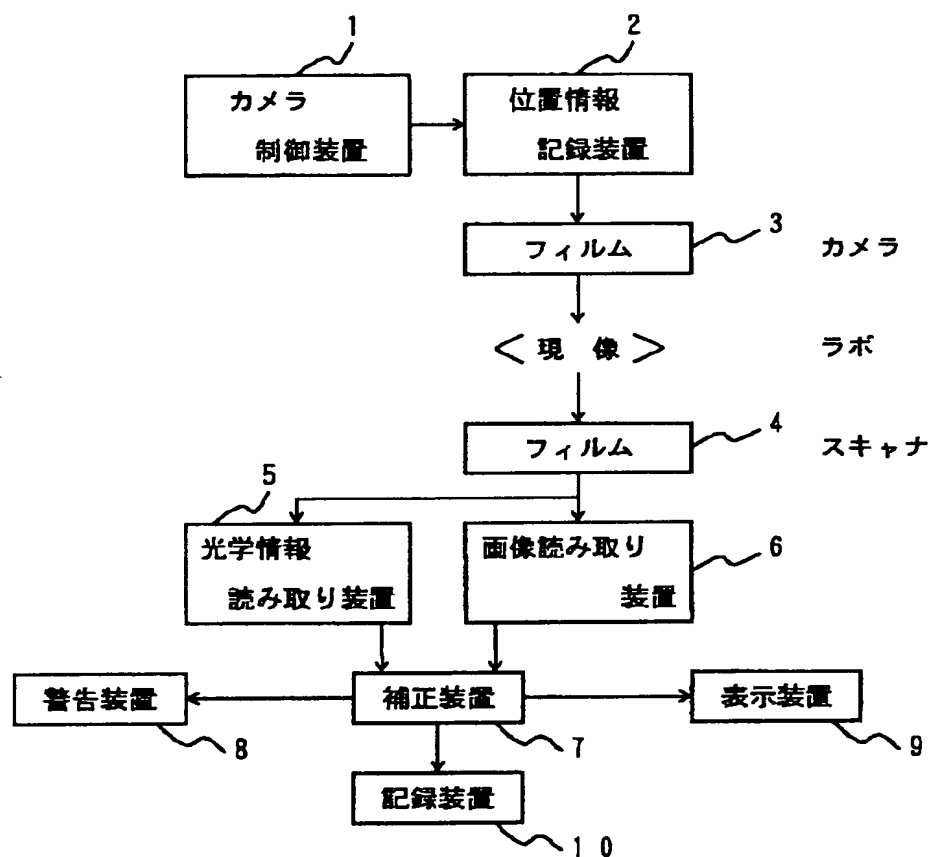 1
2
カメラ
制御装置
位置情報
記録装置
3
フィルム
カメラ
<現 像>
ラボ
4
フィルム
スキャナ
5
光学情報
読み取り装置
画像読み取り
装置
6
警告装置
補正装置
表示装置
8
7
9
記録装置
10